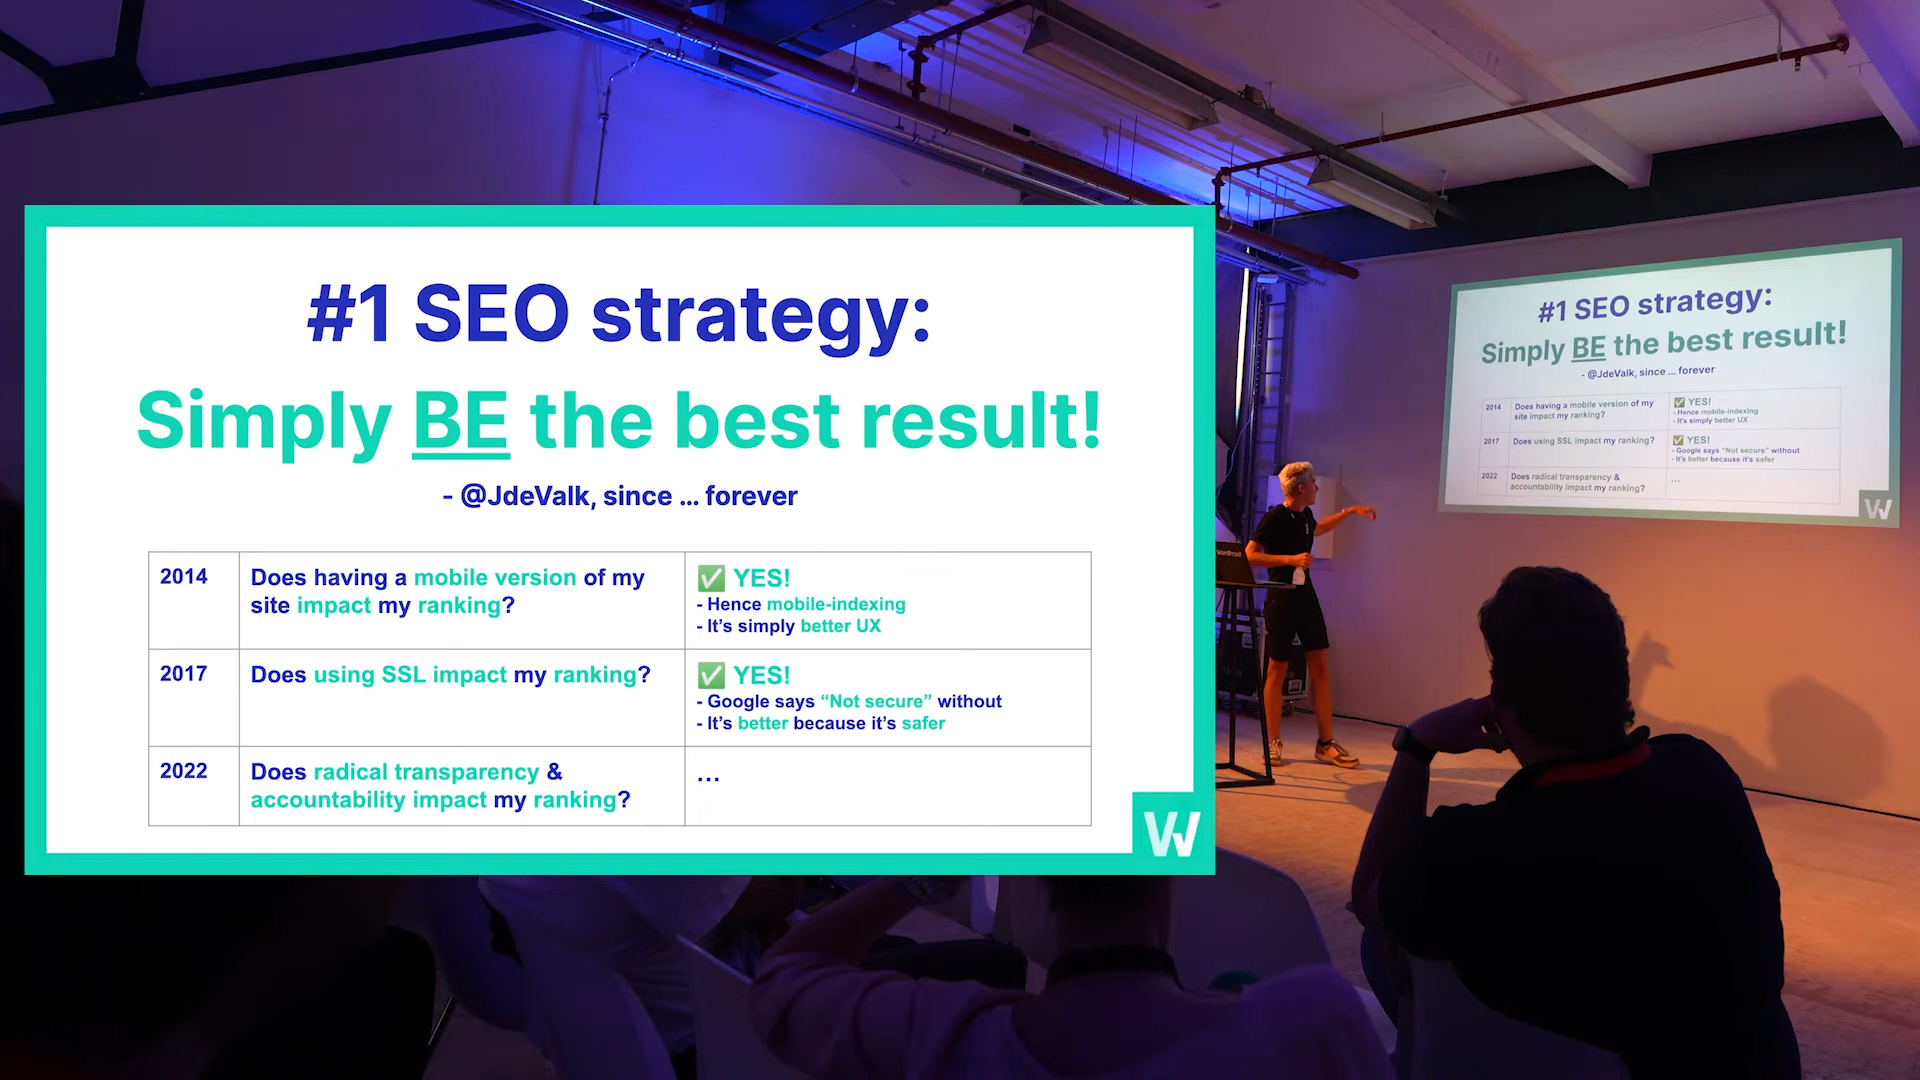 #1 SEO strategy:
Simply BE the best result!
- @JdeValk, since ... forever
2014
Does having a mobile version of my
site impact my ranking?
✅ YES!
- Hence mobile-indexing
- It's simply better UX
2017
Does using SSL impact my ranking?
✅ YES!
- Google says “Not secure” without
- It's better because it's safer
2022
Does radical transparency &
accountability impact my ranking?
...
W
#1 SEO strategy:
Simply BE the best result!
- @JdeValk, since ... forever
2014
Does having a mobile version of my
site impact my ranking?
✅ YES!
- Hence mobile-indexing
- It's simply better UX
2017
Does using SSL impact my ranking?
✅ YES!
- Google says “Not secure” without
- It's better because it's safer
2022
Does radical transparency &
accountability impact my ranking?
...
W
WordProof